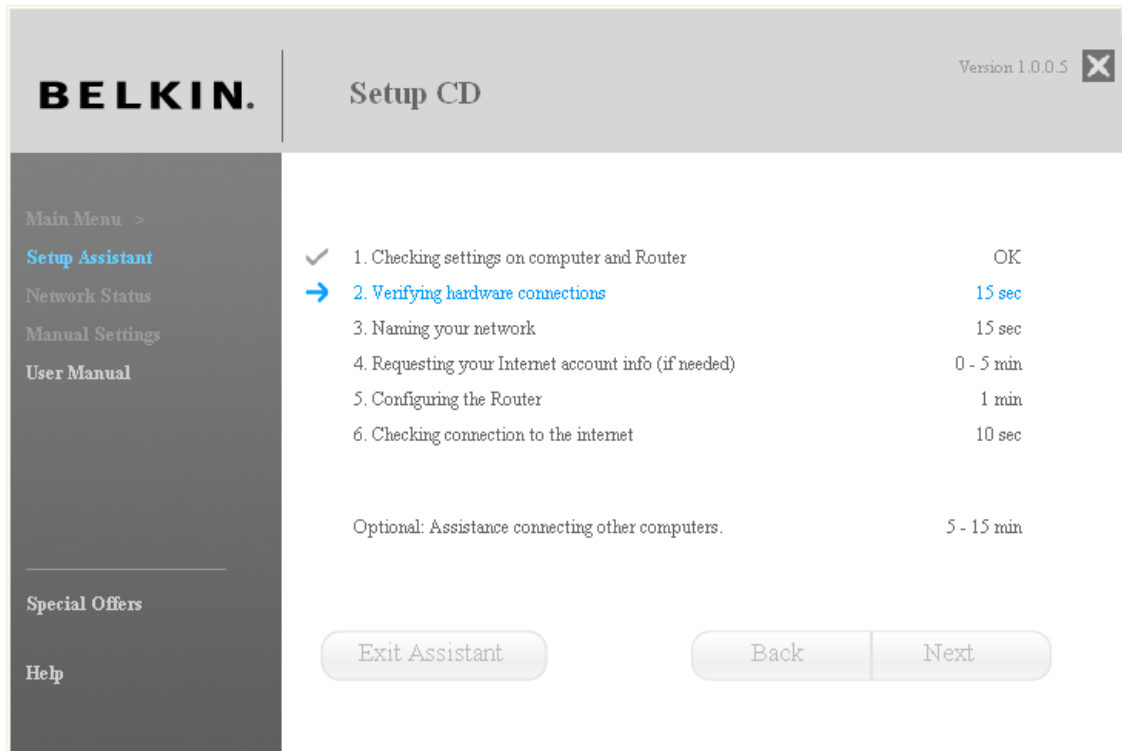 BELKIN.
Setup CD
Version 1.0.0.5
Main Menu >
Setup Assistant
Network Status
Manual Settings
User Manual
Special Offers
Help
1. Checking settings on computer and Router OK
2. Verifying hardware connections 15 sec
3. Naming your network 15 sec
4. Requesting your Internet account info (if needed) 0 - 5 min
5. Configuring the Router 1 min
6. Checking connection to the internet 10 sec
Optional: Assistance connecting other computers. 5 - 15 min
Exit Assistant Back Next